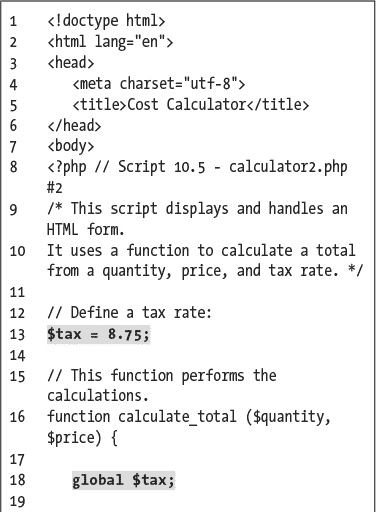 1 <!doctype html>
2 <html lang="en">
3 <head>
4 <meta charset="utf-8">
5 <title>Cost Calculator</title>
6 </head>
7 <body>
8 <?php // Script 10.5 - calculator2.php
#2
9 /* This script displays and handles an
HTML form.
10 It uses a function to calculate a total
from a quantity, price, and tax rate. */
11
12 // Define a tax rate:
13 $tax = 8.75;
14
15 // This function performs the
calculations.
16 function calculate_total ($quantity,
$price) {
17
18 global $tax;
19